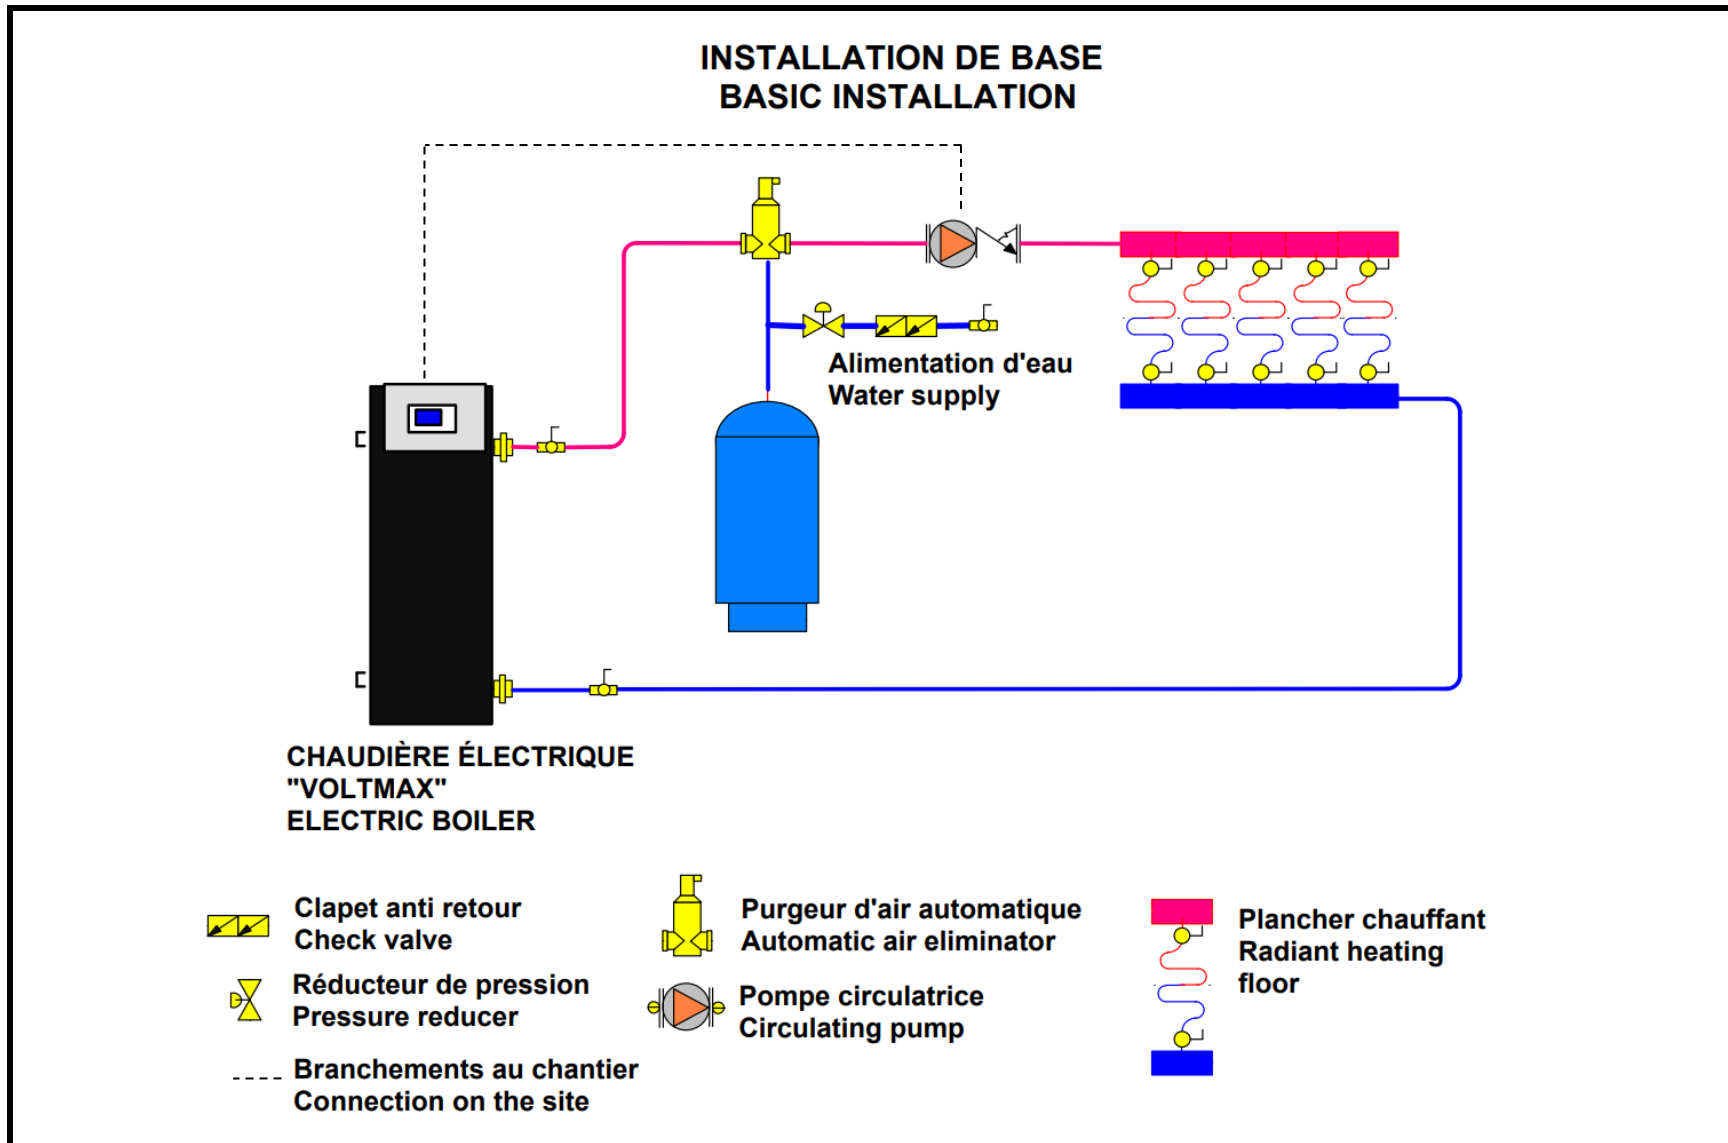 INSTALLATION DE BASE
BASIC INSTALLATION
Alimentation d'eau
Water supply
CHAUDIÈRE ÉLECTRIQUE
"VOLTMAX"
ELECTRIC BOILER
Clapet anti retour
Check valve
Réducteur de pression
Pressure reducer
Branchements au chantier
Connection on the site
Purgeur d'air automatique
Automatic air eliminator
Pompe circulatrice
Circulating pump
Plancher chauffant
Radiant heating
floor